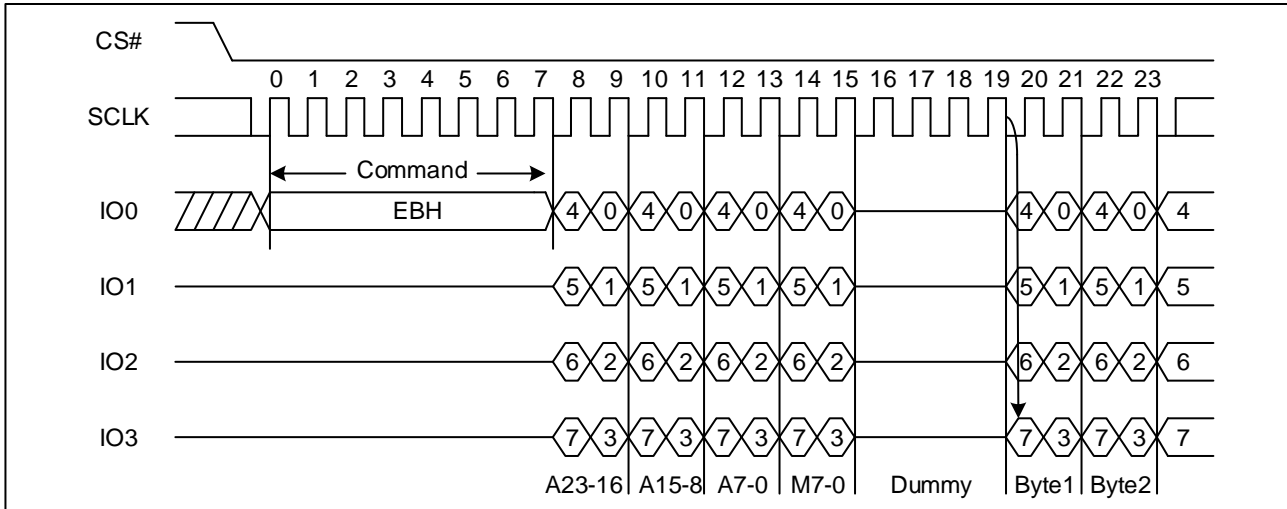 CS#
0 1 2 3 4 5 6 7 8 9 10 11 12 13 14 15 16 17 18 19 20 21 22 23
SCLK
Command
IO0 EBH 4 0 4 0 4 0 4 0 4 0 4 0 4
IO1 5 1 5 1 5 1 5 1 5 1 5 1 5
IO2 6 2 6 2 6 2 6 2 6 2 6 2 6
IO3 7 3 7 3 7 3 7 3 7 3 7 3 7
A23-16 A15-8 A7-0 M7-0 Dummy Byte1 Byte2